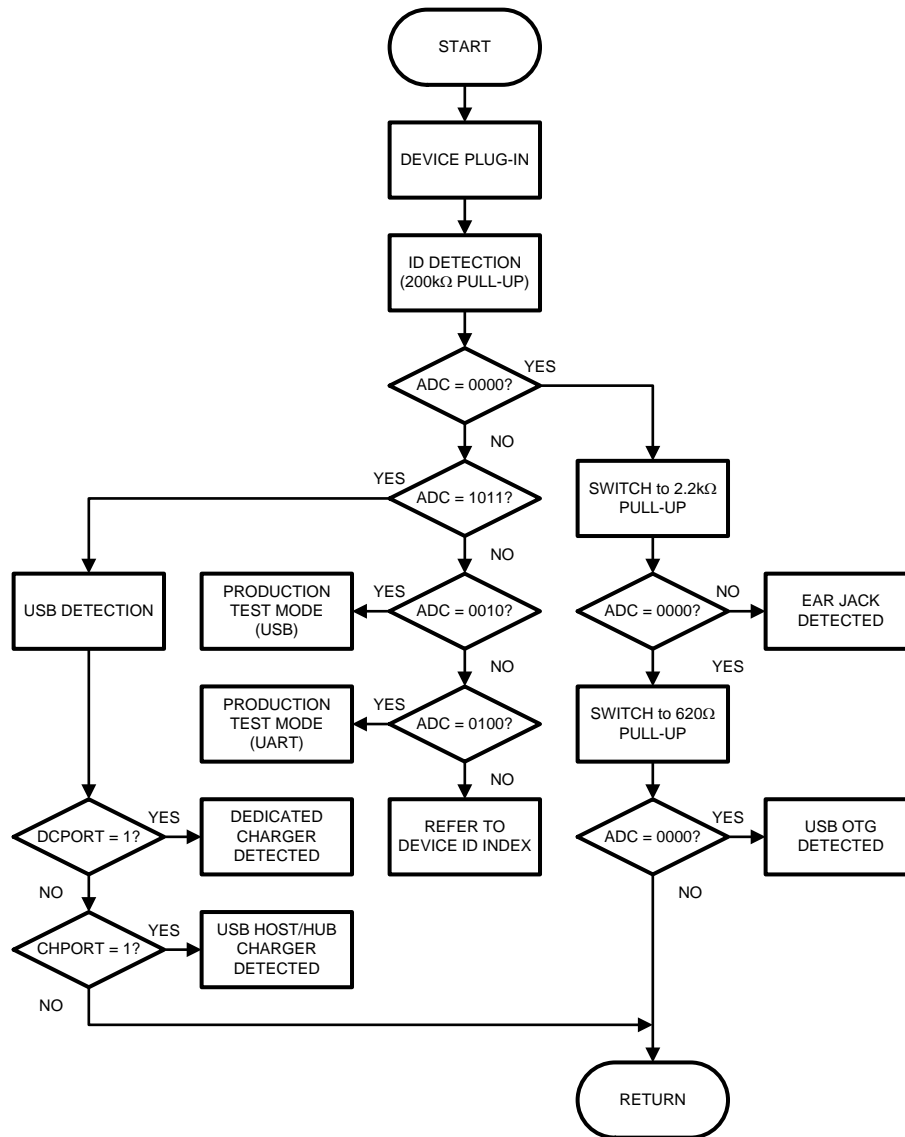 START
DEVICE PLUG-IN
ID DETECTION
(200kΩ PULL-UP)
ADC = 0000?
YES
NO
ADC = 1011?
YES
NO
SWITCH to 2.2kΩ
PULL-UP
USB DETECTION
PRODUCTION
TEST MODE
(USB)
YES
ADC = 0010?
NO
ADC = 0000?
NO
EAR JACK
DETECTED
YES
PRODUCTION
TEST MODE
(UART)
YES
ADC = 0100?
NO
SWITCH to 620Ω
PULL-UP
DCPORT = 1?
YES
DEDICATED
CHARGER
DETECTED
NO
REFER TO
DEVICE ID INDEX
ADC = 0000?
YES
USB OTG
DETECTED
NO
CHPORT = 1?
YES
USB HOST/HUB
CHARGER
DETECTED
NO
RETURN